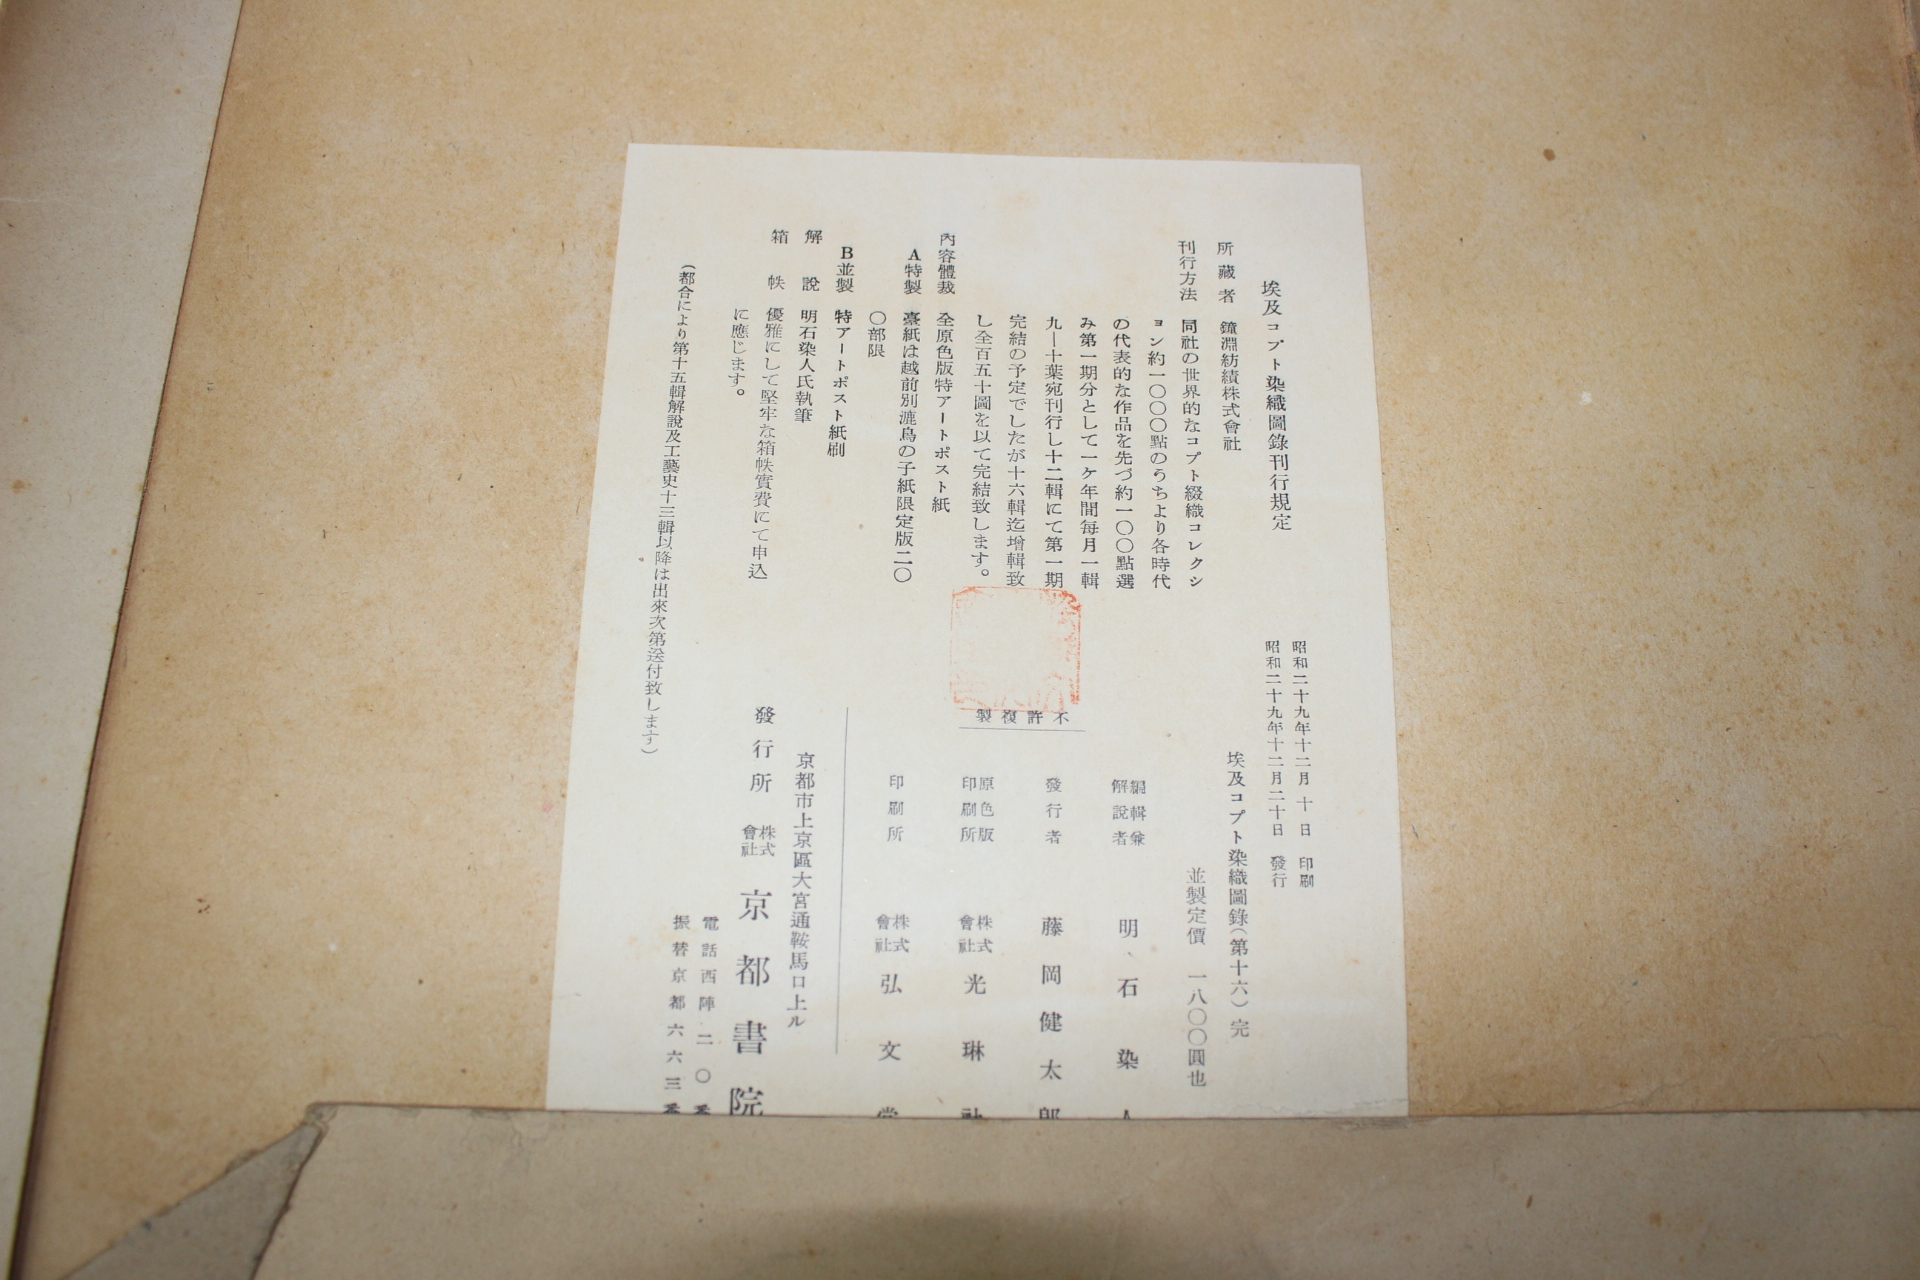 埃及コプト染織圖錄刊行規定
所藏者 鐘淵紡績株式會社
刊行方法 同社の世界的なコプト綴織コレクシ
ョン約一〇〇〇點のうちより各時代
の代表的な作品を先づ約一〇〇點選
み第一期分として一ケ年間每月一輯
九―十葉宛刊行し十二輯にて第一期
完結の予定でしたが十六輯迄增輯致
し全百五十圖を以て完結致します。
內容體裁
全原色版特アートポスト紙
A特製 臺紙は越前別漉鳥の子紙限定版二〇
〇部限
B並製 特アートポスト紙刷
解說 明石染人氏執筆
箱帙 優雅にして堅牢な箱帙實費にて申込
に應じます。
(都合により第十五輯解說及工藝史十三輯以降は出來次第送付致します)
昭和二十九年十二月十日 印刷
昭和二十九年十二月二十日 發行
埃及コプト染織圖錄(第十六)完
並製定價 一八〇〇圓也
不許複製
編輯兼
解說者 明石染
發行者 藤岡健太郎
原色版
印刷所 株式會社 光琳社
印刷所 株式會社 弘文堂
京都市上京區大宮通鞍馬口上ル
發行所 株式會社 京都書院
電話西陣二〇
振替京都六六三